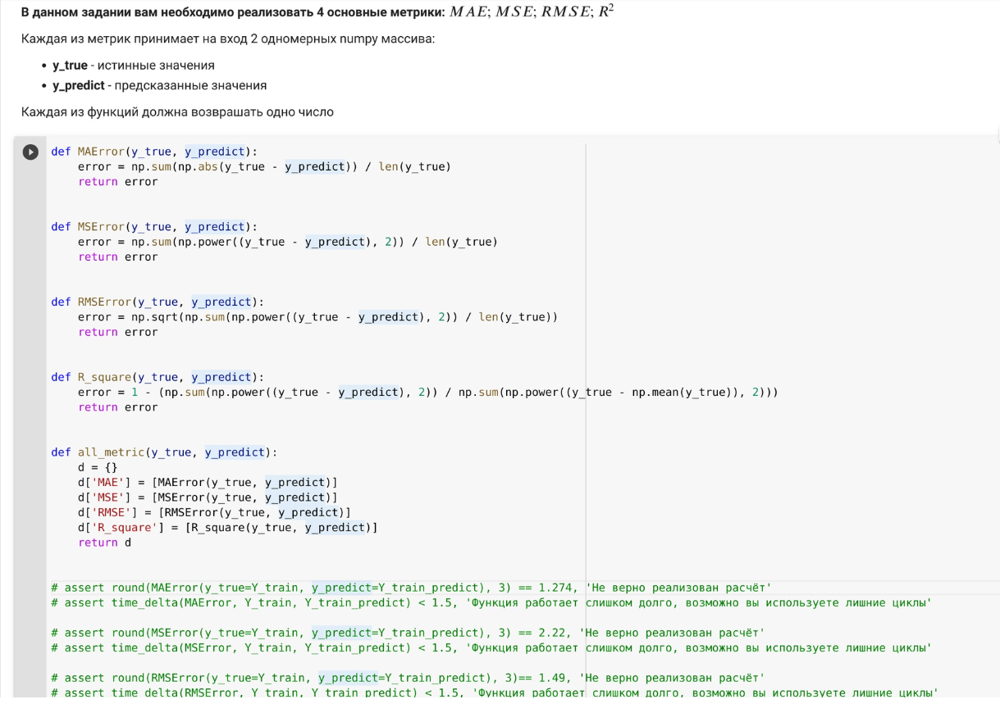 В данном задании вам необходимо реализовать 4 основные метрики: MAE; MSE; RMSE; R²
Каждая из метрик принимает на вход 2 одномерных numpy массива:
• y_true - истинные значения
• y_predict - предсказанные значения
Каждая из функций должна возврашать одно число
def MAError(y_true, y_predict):
    error = np.sum(np.abs(y_true - y_predict)) / len(y_true)
    return error
def MSError(y_true, y_predict):
    error = np.sum(np.power((y_true - y_predict), 2)) / len(y_true)
    return error
def RMSError(y_true, y_predict):
    error = np.sqrt(np.sum(np.power((y_true - y_predict), 2)) / len(y_true))
    return error
def R_square(y_true, y_predict):
    error = 1 - (np.sum(np.power((y_true - y_predict), 2)) / np.sum(np.power((y_true - np.mean(y_true)), 2)))
    return error
def all_metric(y_true, y_predict):
    d = {}
    d['MAE'] = [MAError(y_true, y_predict)]
    d['MSE'] = [MSError(y_true, y_predict)]
    d['RMSE'] = [RMSError(y_true, y_predict)]
    d['R_square'] = [R_square(y_true, y_predict)]
    return d
# assert round(MAError(y_true=Y_train, y_predict=Y_train_predict), 3) == 1.274, 'Не верно реализован расчёт'
# assert time_delta(MAError, Y_train, Y_train_predict) < 1.5, 'Функция работает слишком долго, возможно вы используете лишние циклы'
# assert round(MSError(y_true=Y_train, y_predict=Y_train_predict), 3) == 2.22, 'Не верно реализован расчёт'
# assert time_delta(MSError, Y_train, Y_train_predict) < 1.5, 'Функция работает слишком долго, возможно вы используете лишние циклы'
# assert round(RMSError(y_true=Y_train, y_predict=Y_train_predict), 3)== 1.49, 'Не верно реализован расчёт'
# assert time_delta(RMSError, Y_train, Y_train_predict) < 1.5, 'Функция работает слишком долго, возможно вы используете лишние циклы'